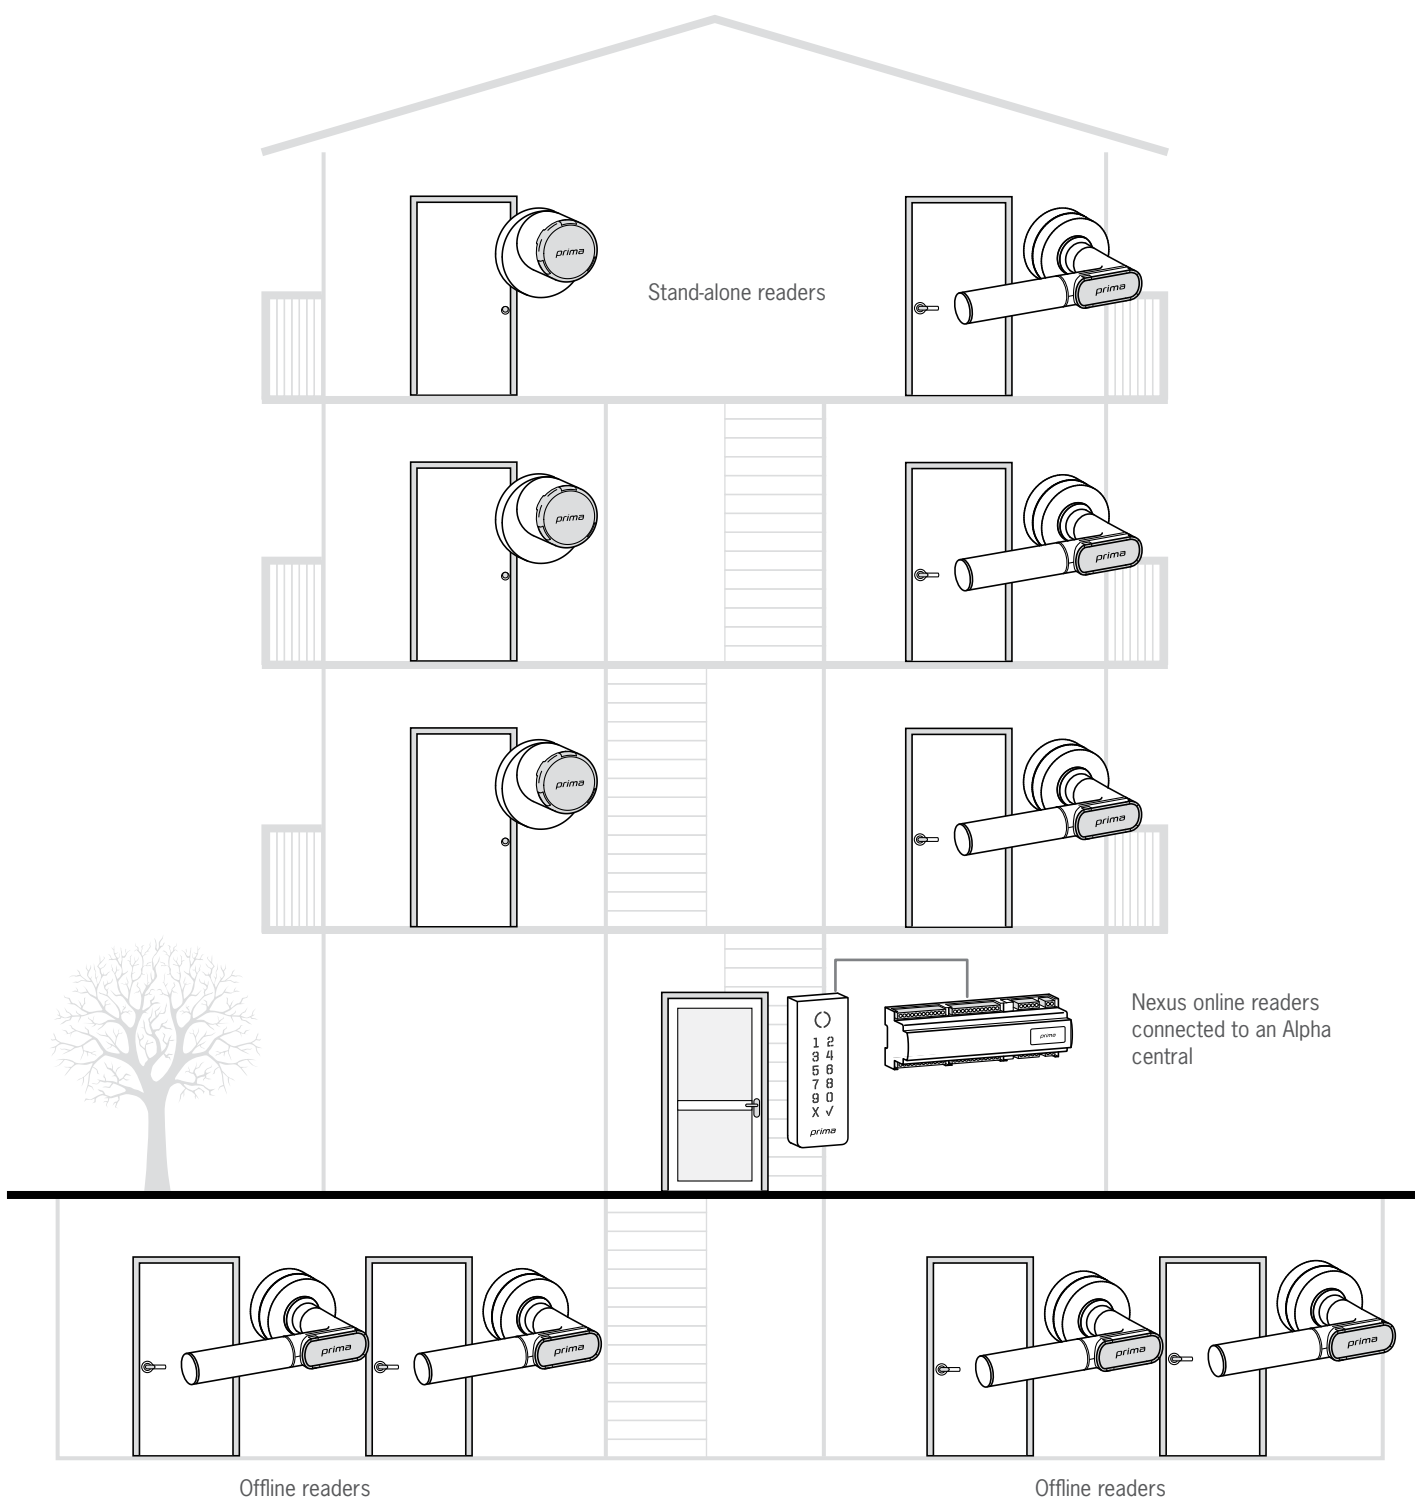 prima
prima
Stand-alone readers
prima
prima
prima
prima
Nexus online readers
connected to an Alpha
central
1 2
3 4
5 6
7 8
9 0
X √
prima
prima
prima
prima
prima
prima
Offline readers
Offline readers